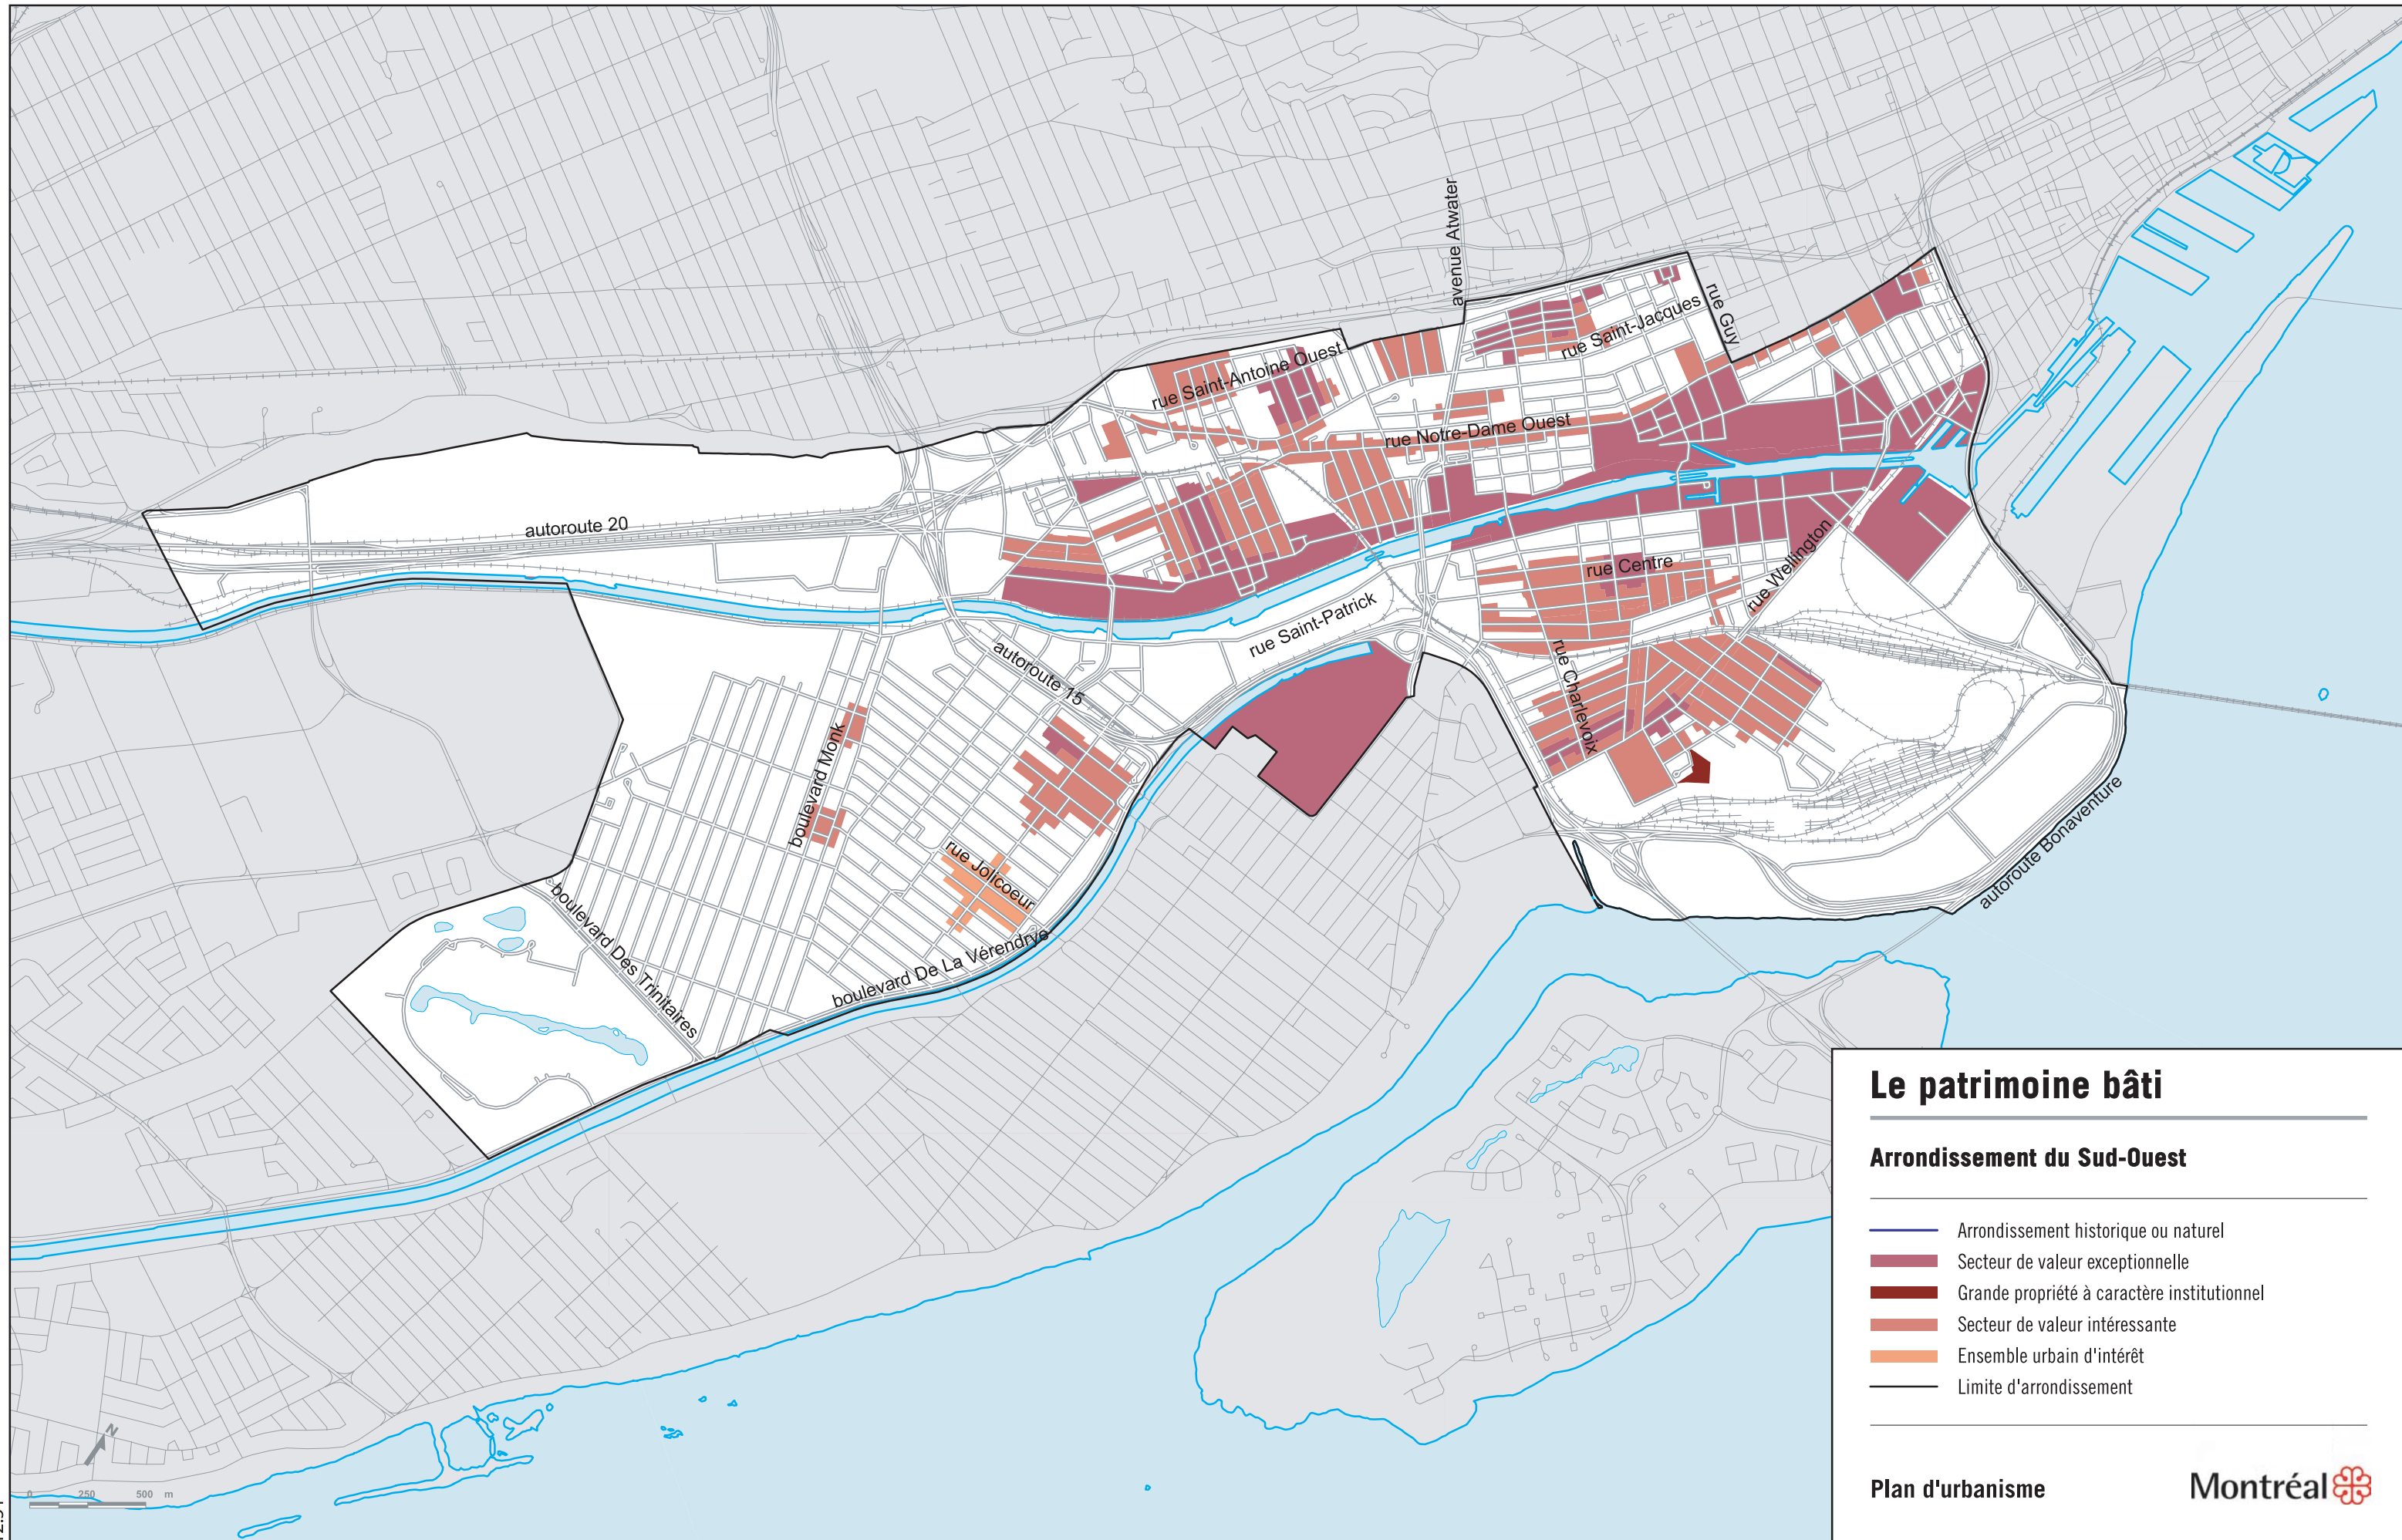 avenue Atwater
rue Guy
rue Saint-Jacques
rue Saint-Antoine Ouest
rue Notre-Dame Ouest
autoroute 20
rue Centre
rue Wellington
rue Saint-Patrick
rue Charlevoix
autoroute 15
boulevard Monk
rue Jolicoeur
autoroute Bonaventure
boulevard Des Trinitaires
boulevard De La Vérendrye
Le patrimoine bâti
Arrondissement du Sud-Ouest
Arrondissement historique ou naturel
Secteur de valeur exceptionnelle
Grande propriété à caractère institutionnel
Secteur de valeur intéressante
Ensemble urbain d'intérêt
Limite d'arrondissement
Plan d'urbanisme
Montréal
N
0 250 500 m